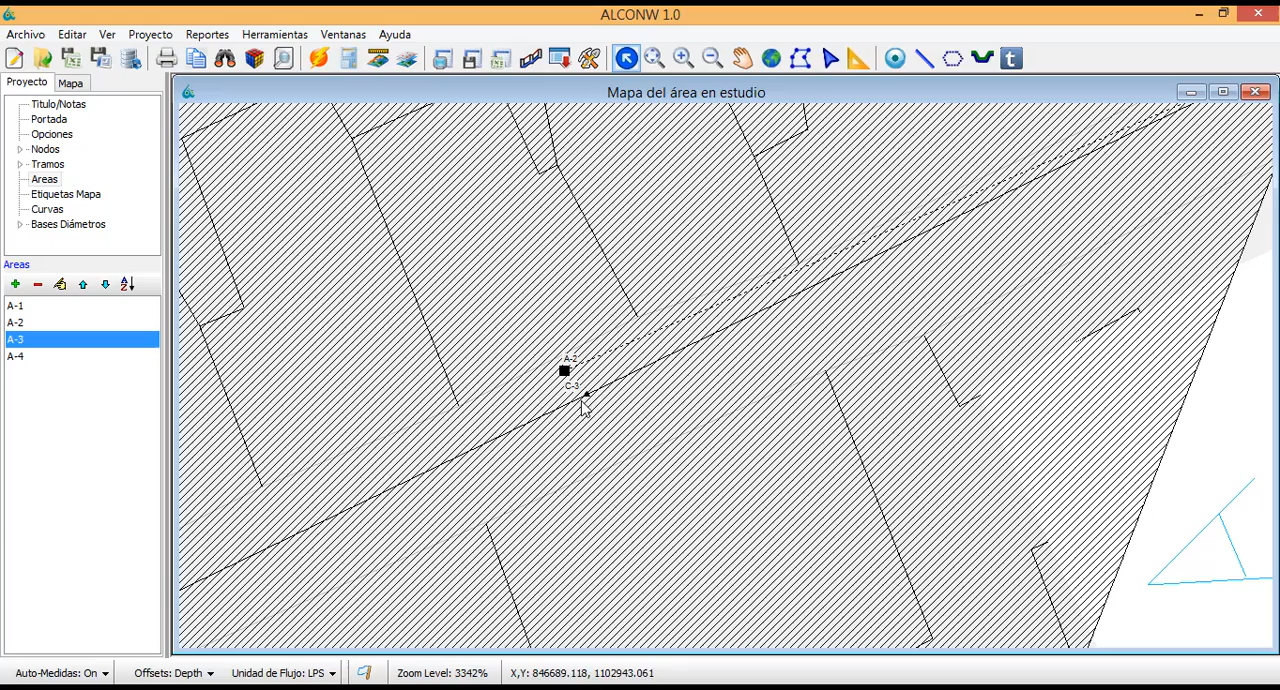 ALCONW 1.0
Archivo Editar Ver Proyecto Reportes Herramientas Ventanas Ayuda
Proyecto Mapa
Titulo/Notas
Portada
Opciones
Nodos
Tramos
Areas
Etiquetas Mapa
Curvas
Bases Diámetros
Areas
A-1
A-2
A-3
A-4
Mapa del área en estudio
A-2
C-3
t
Auto-Medidas: On Offsets: Depth Unidad de Flujo: LPS Zoom Level: 3342% X,Y: 846689.118, 1102943.061